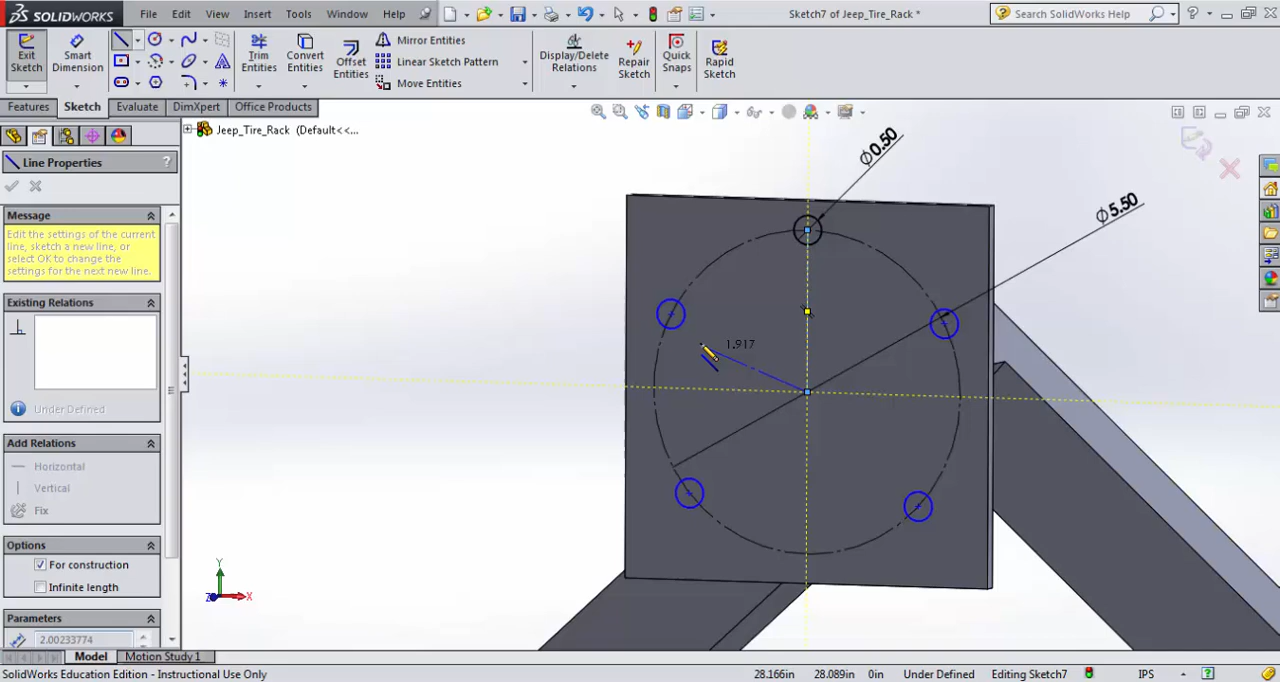 SOLIDWORKS File Edit View Insert Tools Window Help Sketch7 of Jeep_Tire_Rack * Search SolidWorks Help ?
Exit Sketch
Smart Dimension
Trim Entities
Convert Entities
Offset Entities
Mirror Entities
Linear Sketch Pattern
Move Entities
Display/Delete Relations
Repair Sketch
Quick Snaps
Rapid Sketch
Features Sketch Evaluate DimXpert Office Products
Jeep_Tire_Rack (Default<<...
Line Properties ?
Message
Edit the settings of the current
line, sketch a new line, or
select OK to change the
settings for the next new line.
Existing Relations
Under Defined
Add Relations
Horizontal
Vertical
Fix
Options
For construction
Infinite length
Parameters
2.00233774
Ø0.50
Ø5.50
1.917
Y
Z X
Model Motion Study 1
SolidWorks Education Edition - Instructional Use Only 28.166in 28.089in 0in Under Defined Editing Sketch7 IPS ?